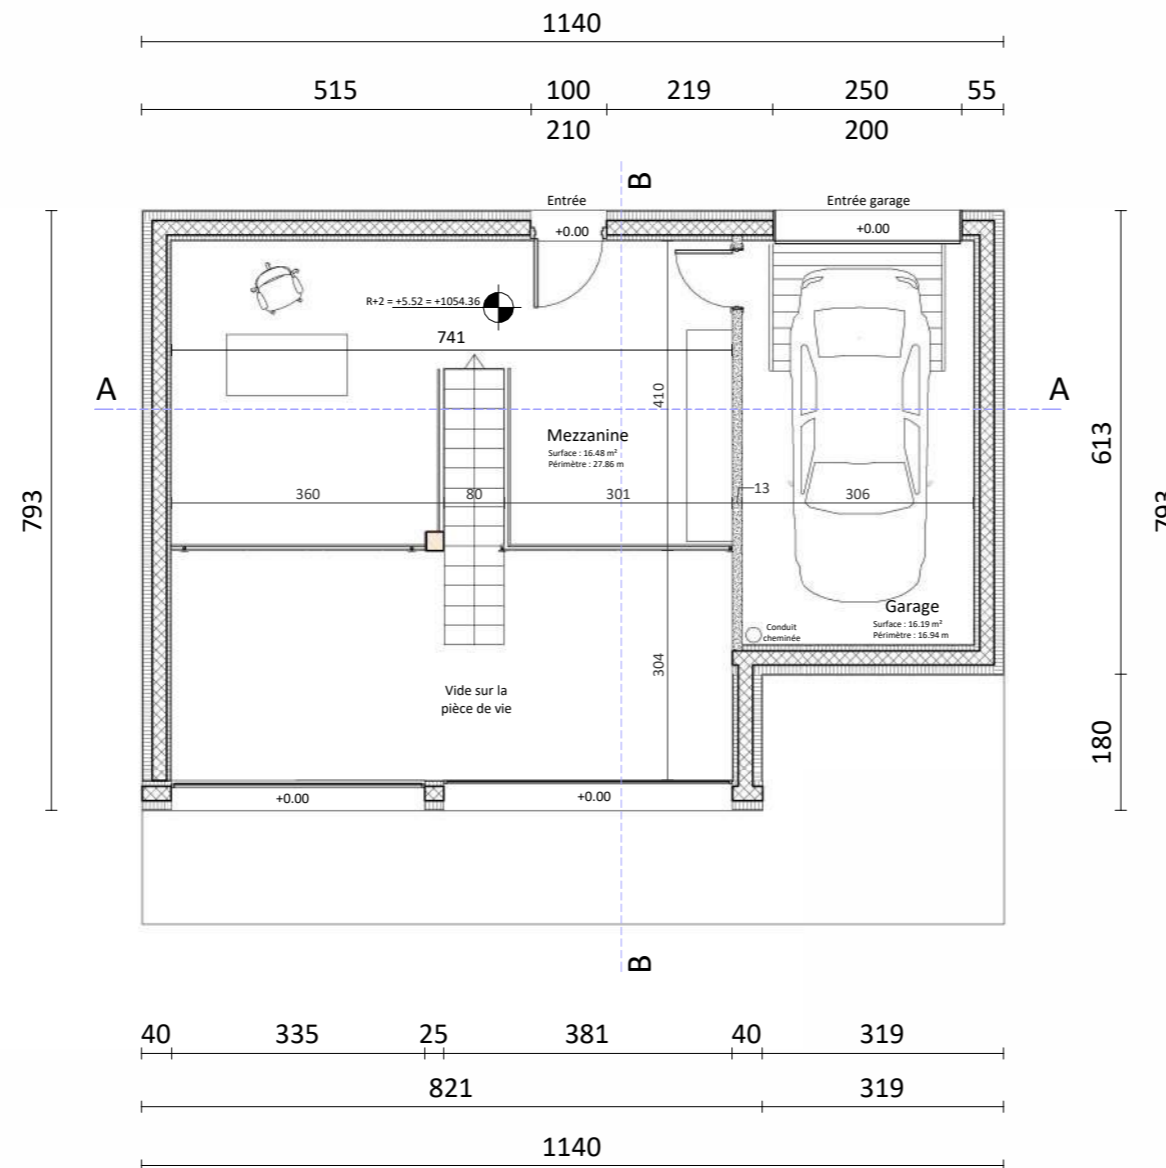 1140
515
100
219
250
55
210
200
B
Entrée
Entrée garage
+0.00
+0.00
R+2 = +5.52 = +1054.36
741
A
A
410
Mezzanine
Surface : 16.48 m²
Périmètre : 27.86 m
613
793
793
360
80
301
13
306
Garage
Surface : 16.19 m²
Périmètre : 16.94 m
Conduit
cheminée
304
Vide sur la
pièce de vie
180
+0.00
+0.00
B
40
335
25
381
40
319
821
319
1140